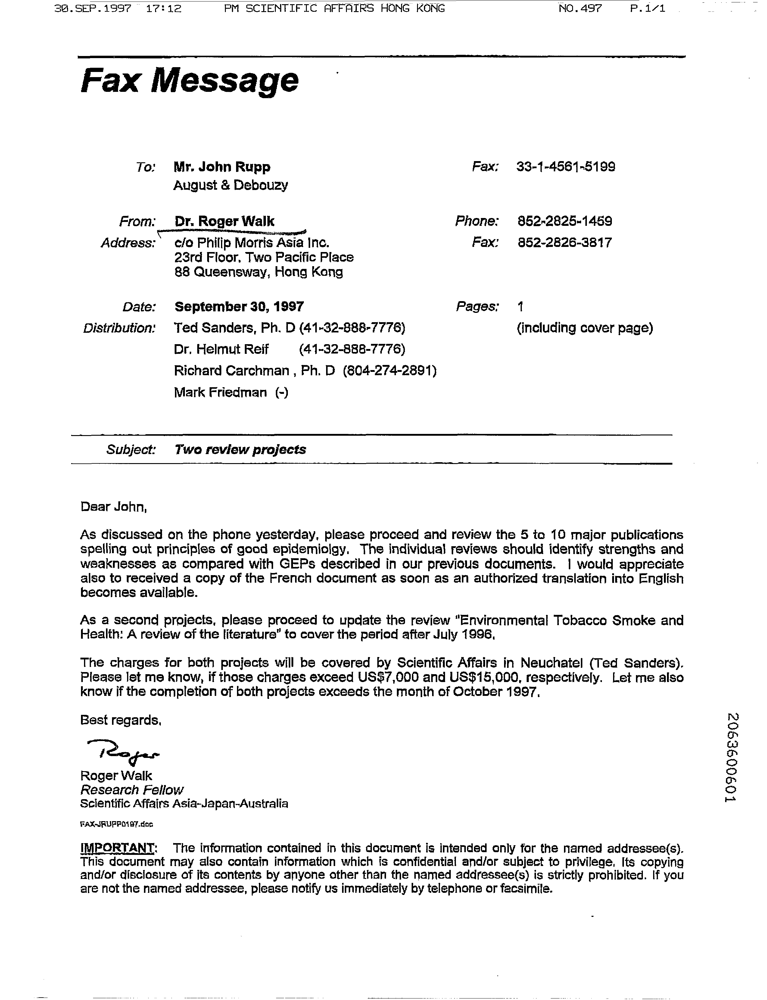 30.SEP.1997 17:12 PM SCIENTIFIC AFFAIRS HONG KONG NO.497 P.1/1
Fax Message
To: Mr. John Rupp Fax: 33-1-4561-5199
August & Debouzy
From: Dr. Roger Walk Phone: 852-2825-1459
Address: c/o Philip Morris Asia Inc. Fax: 852-2826-3817
23rd Floor, Two Pacific Place
88 Queensway, Hong Kong
Date: September 30, 1997 Pages: 1
Distribution: Ted Sanders, Ph. D (41-32-888-7776) (including cover page)
Dr. Helmut Reif (41-32-888-7776)
Richard Carchman , Ph. D (804-274-2891)
Mark Friedman (-)
Subject: Two review projects
Dear John,
As discussed on the phone yesterday, please proceed and review the 5 to 10 major publications
spelling out principles of good epidemiolgy. The individual reviews should identify strengths and
weaknesses as compared with GEPs described in our previous documents. I would appreciate
also to received a copy of the French document as soon as an authorized translation into English
becomes available.
As a second projects, please proceed to update the review "Environmental Tobacco Smoke and
Health: A review of the literature" to cover the period after July 1996.
The charges for both projects will be covered by Scientific Affairs in Neuchatel (Ted Sanders).
Please let me know, if those charges exceed US$7,000 and US$15,000, respectively. Let me also
know if the completion of both projects exceeds the month of October 1997.
Best regards,
Roger
Roger Walk
Research Fellow
Scientific Affairs Asia-Japan-Australia
FAX-JRUPP0197.doc
IMPORTANT: The information contained in this document is intended only for the named addressee(s).
This document may also contain information which is confidential and/or subject to privilege. Its copying
and/or disclosure of its contents by anyone other than the named addressee(s) is strictly prohibited. If you
are not the named addressee, please notify us immediately by telephone or facsimile.
2063600601